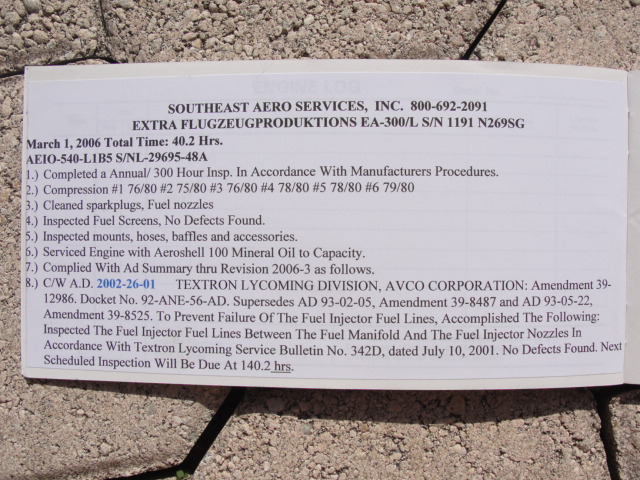 SOUTHEAST AERO SERVICES, INC. 800-692-2091
EXTRA FLUGZEUGPRODUKTIONS EA-300/L S/N 1191 N269SG
March 1, 2006 Total Time: 40.2 Hrs.
AEIO-540-L1B5 S/NL-29695-48A
1.) Completed a Annual/ 300 Hour Insp. In Accordance With Manufacturers Procedures.
2.) Compression #1 76/80 #2 75/80 #3 76/80 #4 78/80 #5 78/80 #6 79/80
3.) Cleaned sparkplugs, Fuel nozzles
4.) Inspected Fuel Screens, No Defects Found.
5.) Inspected mounts, hoses, baffles and accessories.
6.) Serviced Engine with Aeroshell 100 Mineral Oil to Capacity.
7.) Complied With Ad Summary thru Revision 2006-3 as follows.
8.) C/W A.D. 2002-26-01 TEXTRON LYCOMING DIVISION, AVCO CORPORATION: Amendment 39-
12986. Docket No. 92-ANE-56-AD. Supersedes AD 93-02-05, Amendment 39-8487 and AD 93-05-22,
Amendment 39-8525. To Prevent Failure Of The Fuel Injector Fuel Lines, Accomplished The Following:
Inspected The Fuel Injector Fuel Lines Between The Fuel Manifold And The Fuel Injector Nozzles In
Accordance With Textron Lycoming Service Bulletin No. 342D, dated July 10, 2001. No Defects Found. Next
Scheduled Inspection Will Be Due At 140.2 hrs.